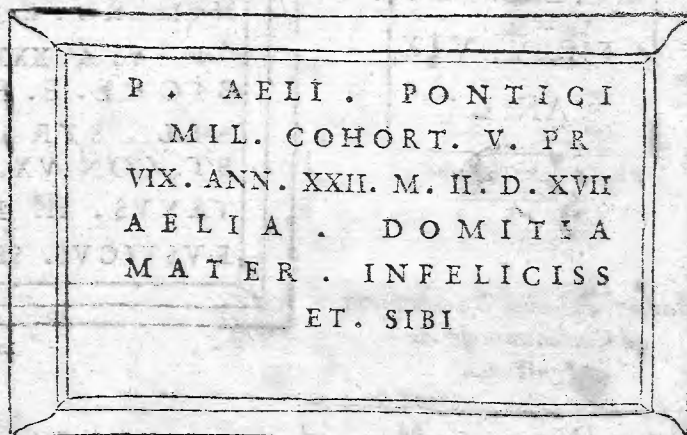 P. AELI. PONTICI
MIL. COHORT. V. PR
VIX. ANN. XXII. M. II. D. XVII
AELIA. DOMITIA
MATER. INFELICISS
ET. SIBI